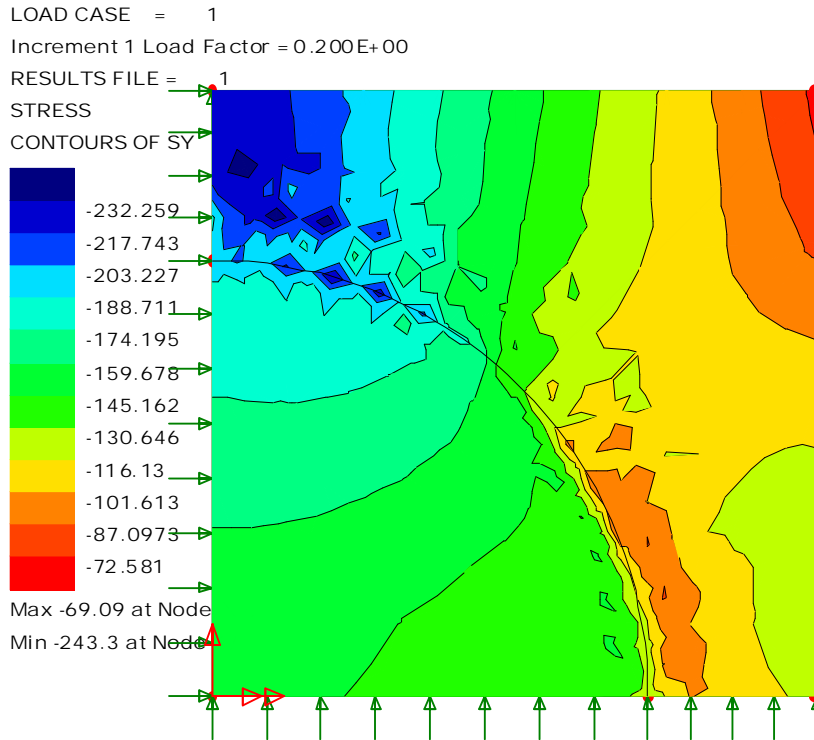 LOAD CASE = 1
Increment 1 Load Factor = 0.200E+00
RESULTS FILE = 1
STRESS
CONTOURS OF SY
-232.259
-217.743
-203.227
-188.711
-174.195
-159.678
-145.162
-130.646
-116.13
-101.613
-87.0973
-72.581
Max -69.09 at Node
Min -243.3 at Node